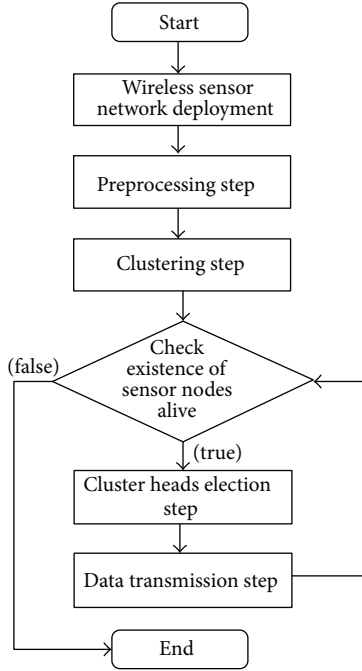 Start
Wireless sensor
network deployment
Preprocessing step
Clustering step
Check
existence of
sensor nodes
alive
(false)
(true)
Cluster heads election
step
Data transmission step
End